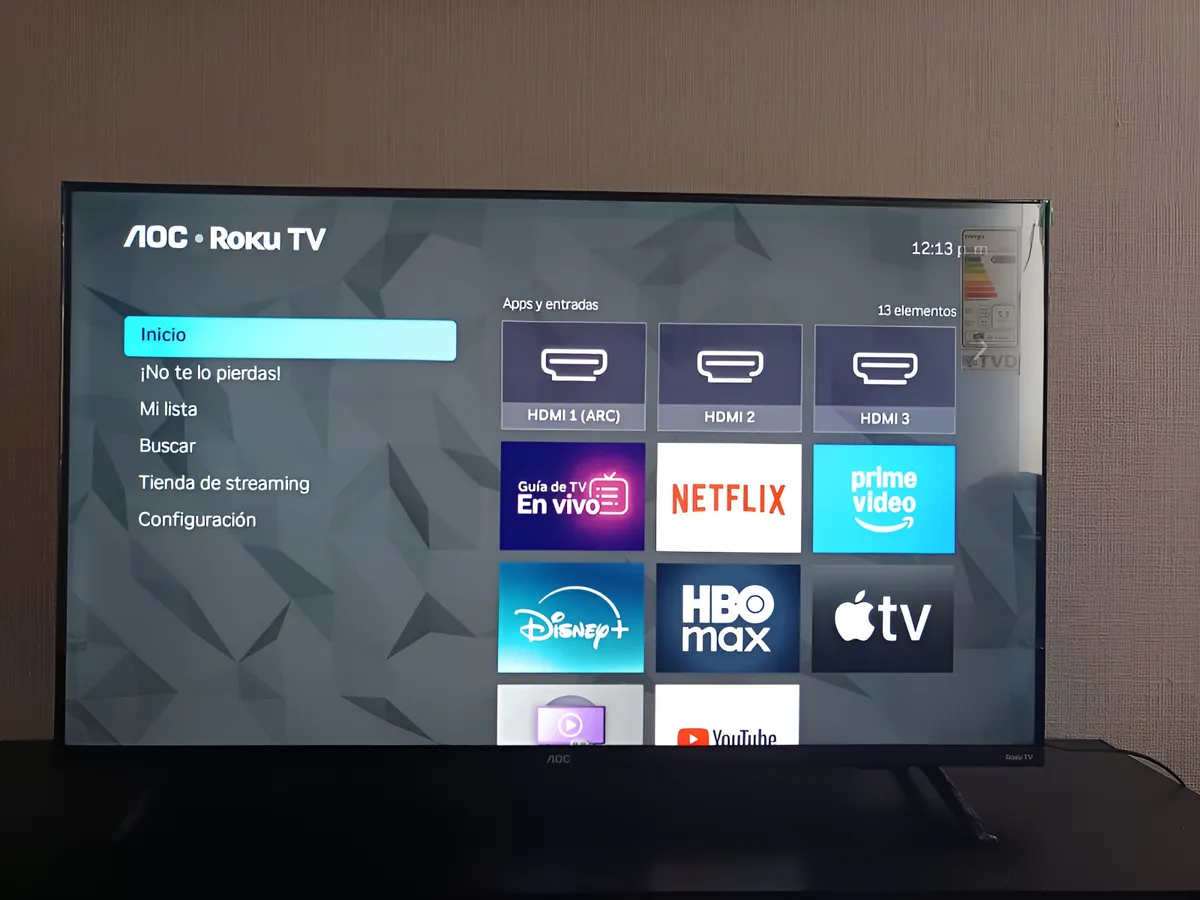 AOC • Roku TV
12:13 p m
Inicio
¡No te lo pierdas!
Mi lista
Buscar
Tienda de streaming
Configuración
Apps y entradas
13 elementos
HDMI 1 (ARC)
HDMI 2
HDMI 3
Guía de TV
En vivo
NETFLIX
prime
video
Disney+
HBO
max
tv
YouTube
TVD
AOC
Roku TV